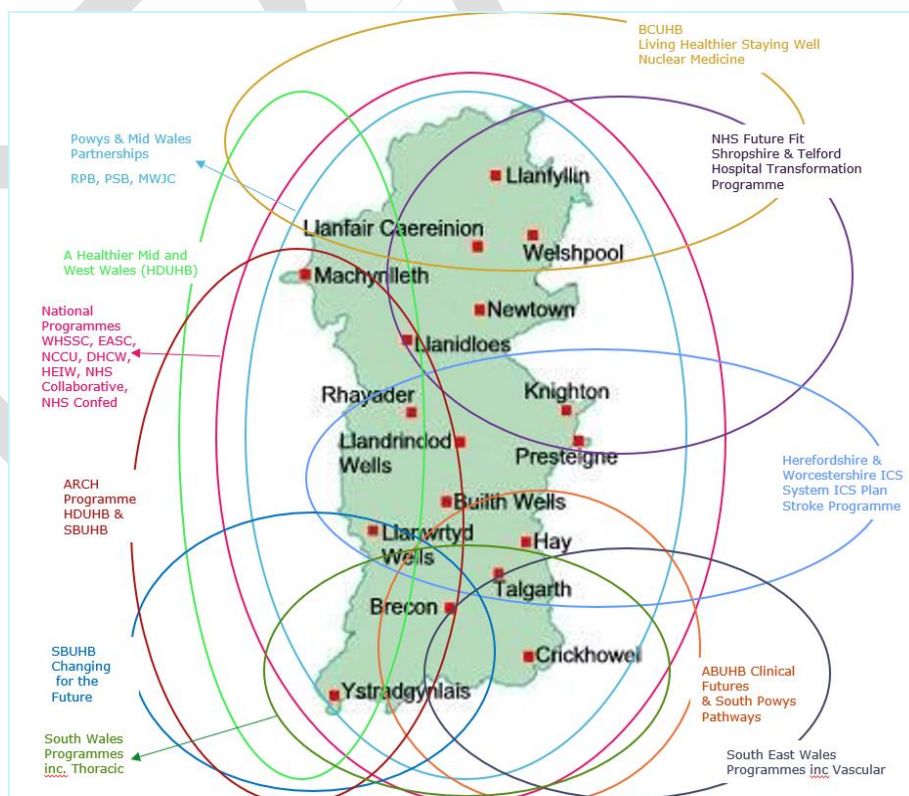 BCUHB
Living Healthier Staying Well
Nuclear Medicine
Powys & Mid Wales
Partnerships
RPB, PSB, MWJC
NHS Future Fit
Shropshire & Telford
Hospital Transformation
Programme
Llanfyllin
Llanfair Caereinion
Welshpool
A Healthier Mid and
West Wales (HDUHB)
Machynlleth
National
Programmes
WHSSC, EASC,
NCCU, DHCW,
HEIW, NHS
Collaborative,
NHS Confed
Newtown
Llanidloes
Rhayader
Knighton
Llandrindod
Wells
Presteigne
Herefordshire &
Worcestershire ICS
System ICS Plan
Stroke Programme
ARCH
Programme
HDUHB &
SBUHB
Builth Wells
Llanwrtyd
Wells
Hay
Talgarth
Brecon
SBUHB
Changing
for the
Future
Crickhowel
ABUHB Clinical
Futures
& South Powys
Pathways
Ystradgynlais
South Wales
Programmes
inc. Thoracic
South East Wales
Programmes inc Vascular